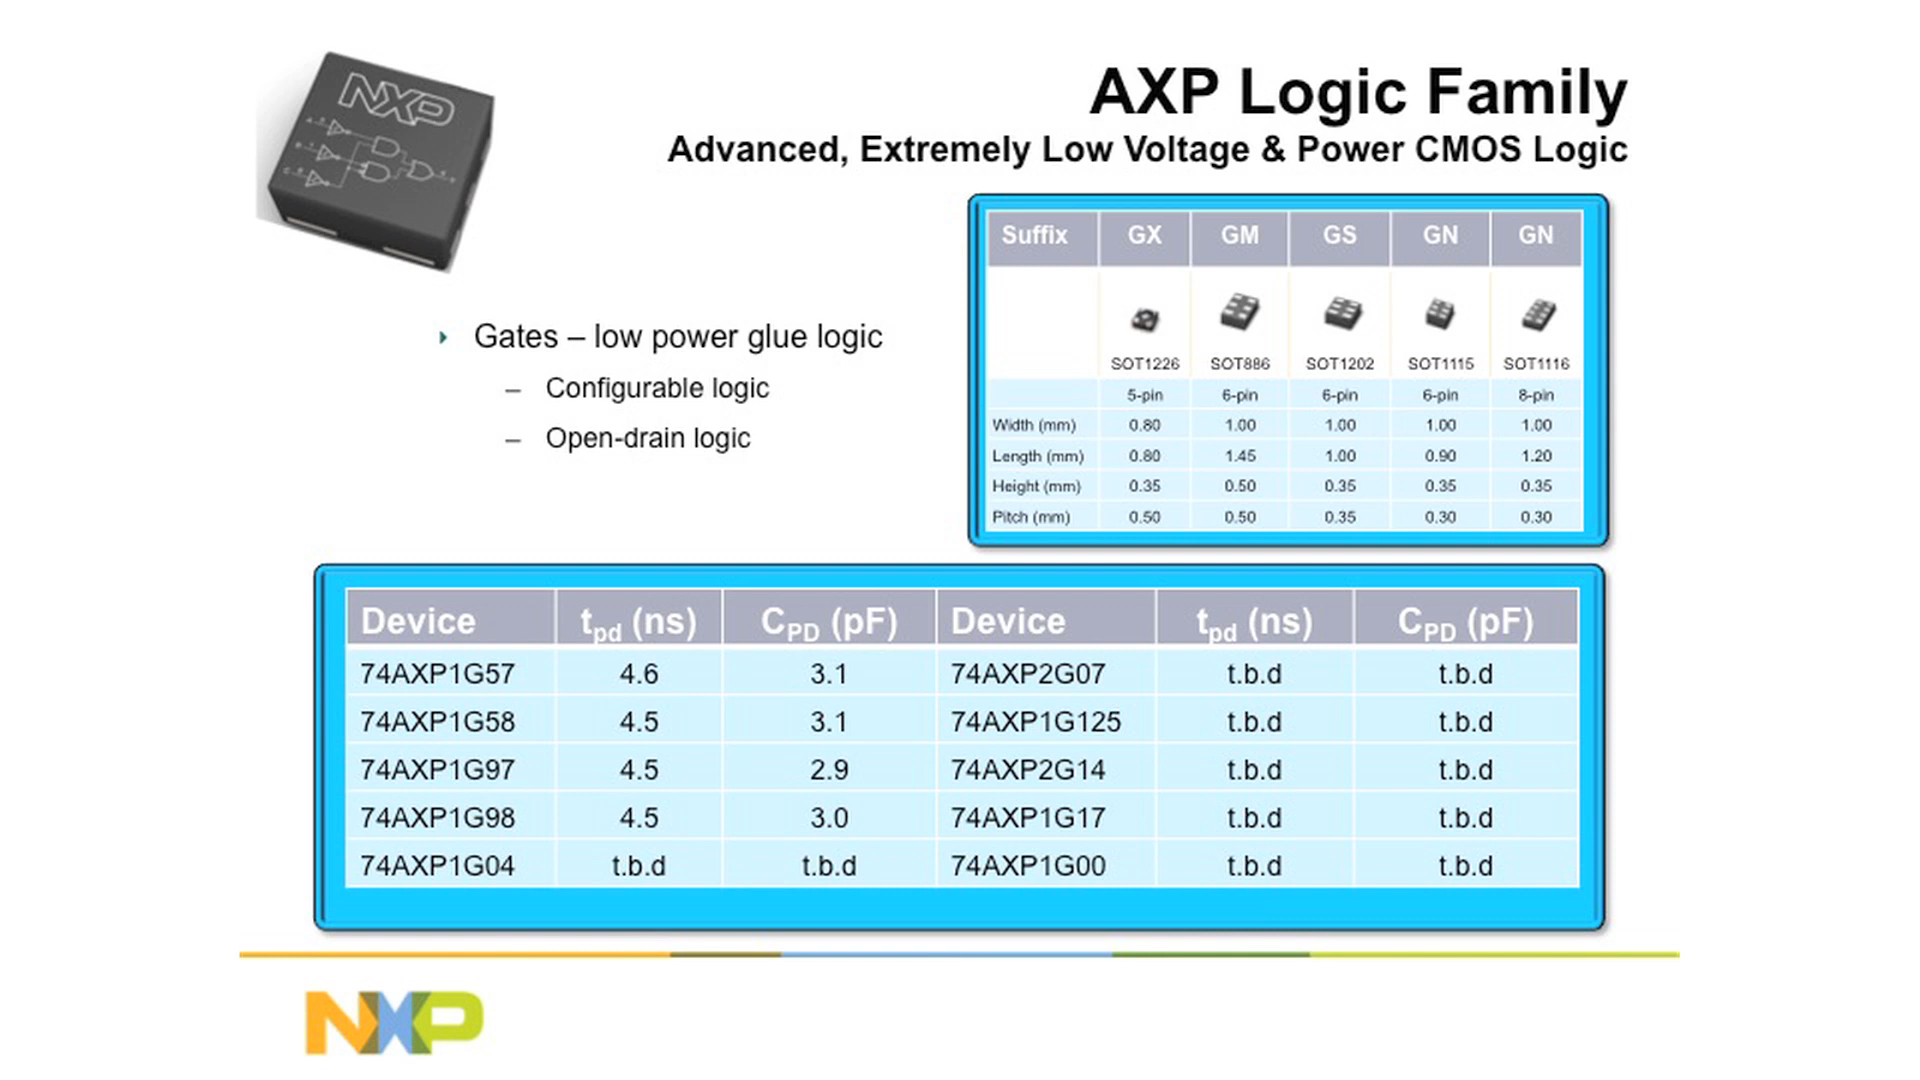 NXP
AXP Logic Family
Advanced, Extremely Low Voltage & Power CMOS Logic
Gates – low power glue logic
– Configurable logic
– Open-drain logic
Suffix GX GM GS GN GN
SOT1226 SOT886 SOT1202 SOT1115 SOT1116
5-pin 6-pin 6-pin 6-pin 8-pin
Width (mm) 0.80 1.00 1.00 1.00 1.00
Length (mm) 0.80 1.45 1.00 0.90 1.20
Height (mm) 0.35 0.50 0.35 0.35 0.35
Pitch (mm) 0.50 0.50 0.35 0.30 0.30
Device tpd (ns) CPD (pF) Device tpd (ns) CPD (pF)
74AXP1G57 4.6 3.1 74AXP2G07 t.b.d t.b.d
74AXP1G58 4.5 3.1 74AXP1G125 t.b.d t.b.d
74AXP1G97 4.5 2.9 74AXP2G14 t.b.d t.b.d
74AXP1G98 4.5 3.0 74AXP1G17 t.b.d t.b.d
74AXP1G04 t.b.d t.b.d 74AXP1G00 t.b.d t.b.d
NXP